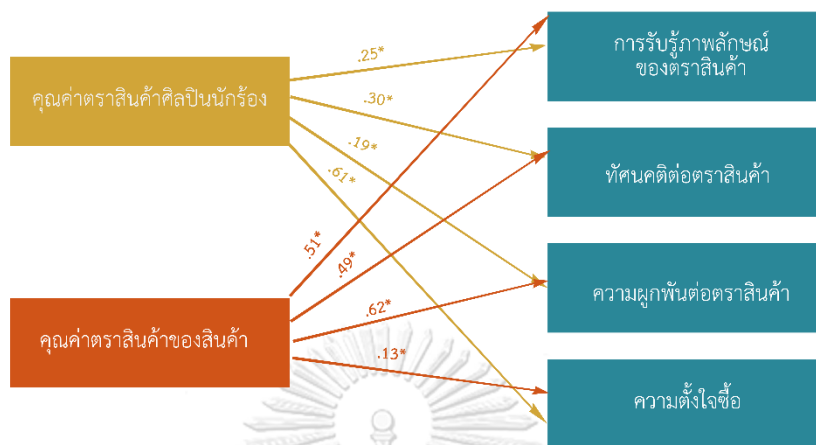 คุณค่าตราสินค้าศิลปินนักร้อง
คุณค่าตราสินค้าของสินค้า
.25*
.30*
.19*
.61*
.51*
.49*
.62*
.13*
การรับรู้ภาพลักษณ์
ของตราสินค้า
ทัศนคติต่อตราสินค้า
ความผูกพันต่อตราสินค้า
ความตั้งใจซื้อ